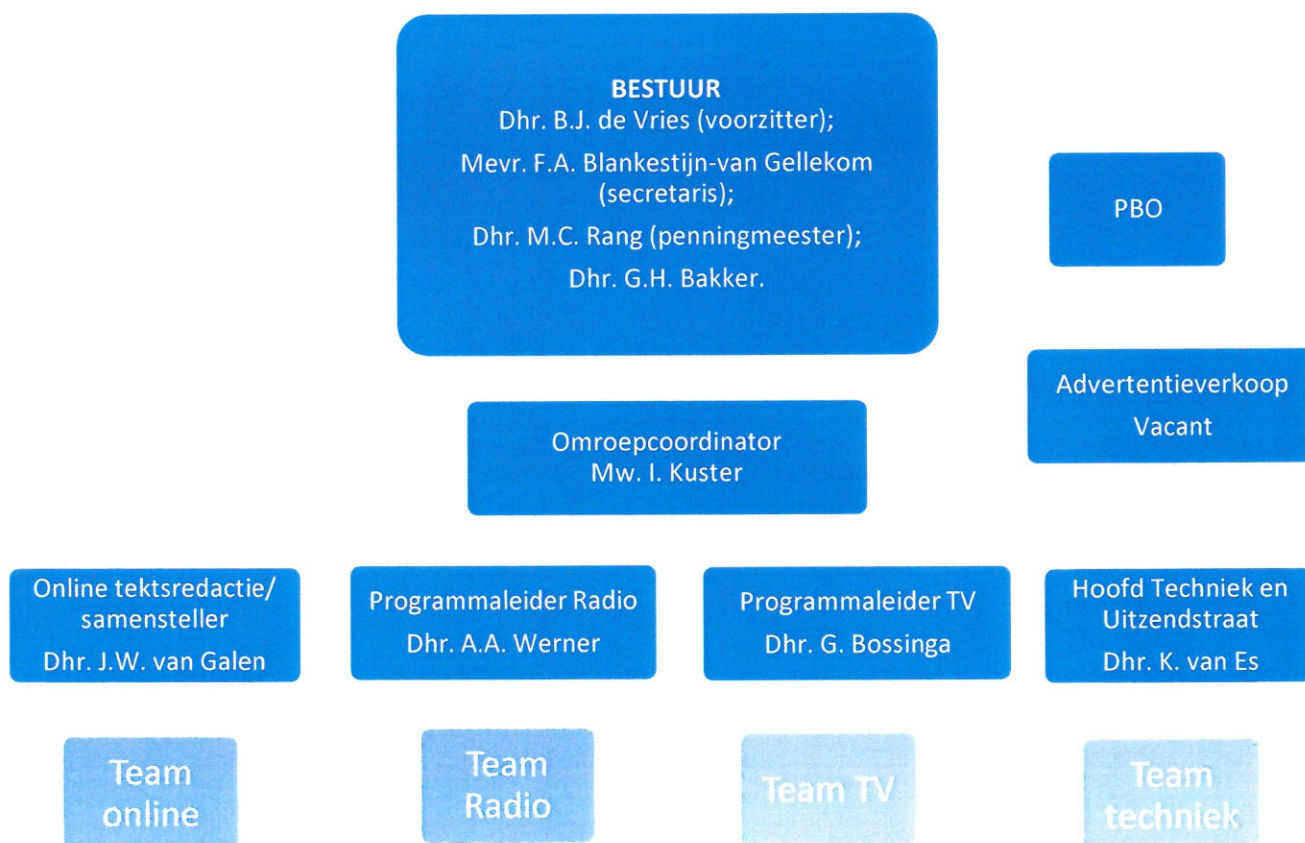 BESTUUR
Dhr. B.J. de Vries (voorzitter);
Mevr. F.A. Blankestijn-van Gellekom
(secretaris);
Dhr. M.C. Rang (penningmeester);
Dhr. G.H. Bakker.
PBO
Advertentieverkoop
Vacant
Omroepcoordinator
Mw. I. Kuster
Online tektsredactie/
samensteller
Dhr. J.W. van Galen
Programmaleider Radio
Dhr. A.A. Werner
Programmaleider TV
Dhr. G. Bossinga
Hoofd Techniek en
Uitzendstraat
Dhr. K. van Es
Team
online
Team
Radio
Team TV
Team
techniek